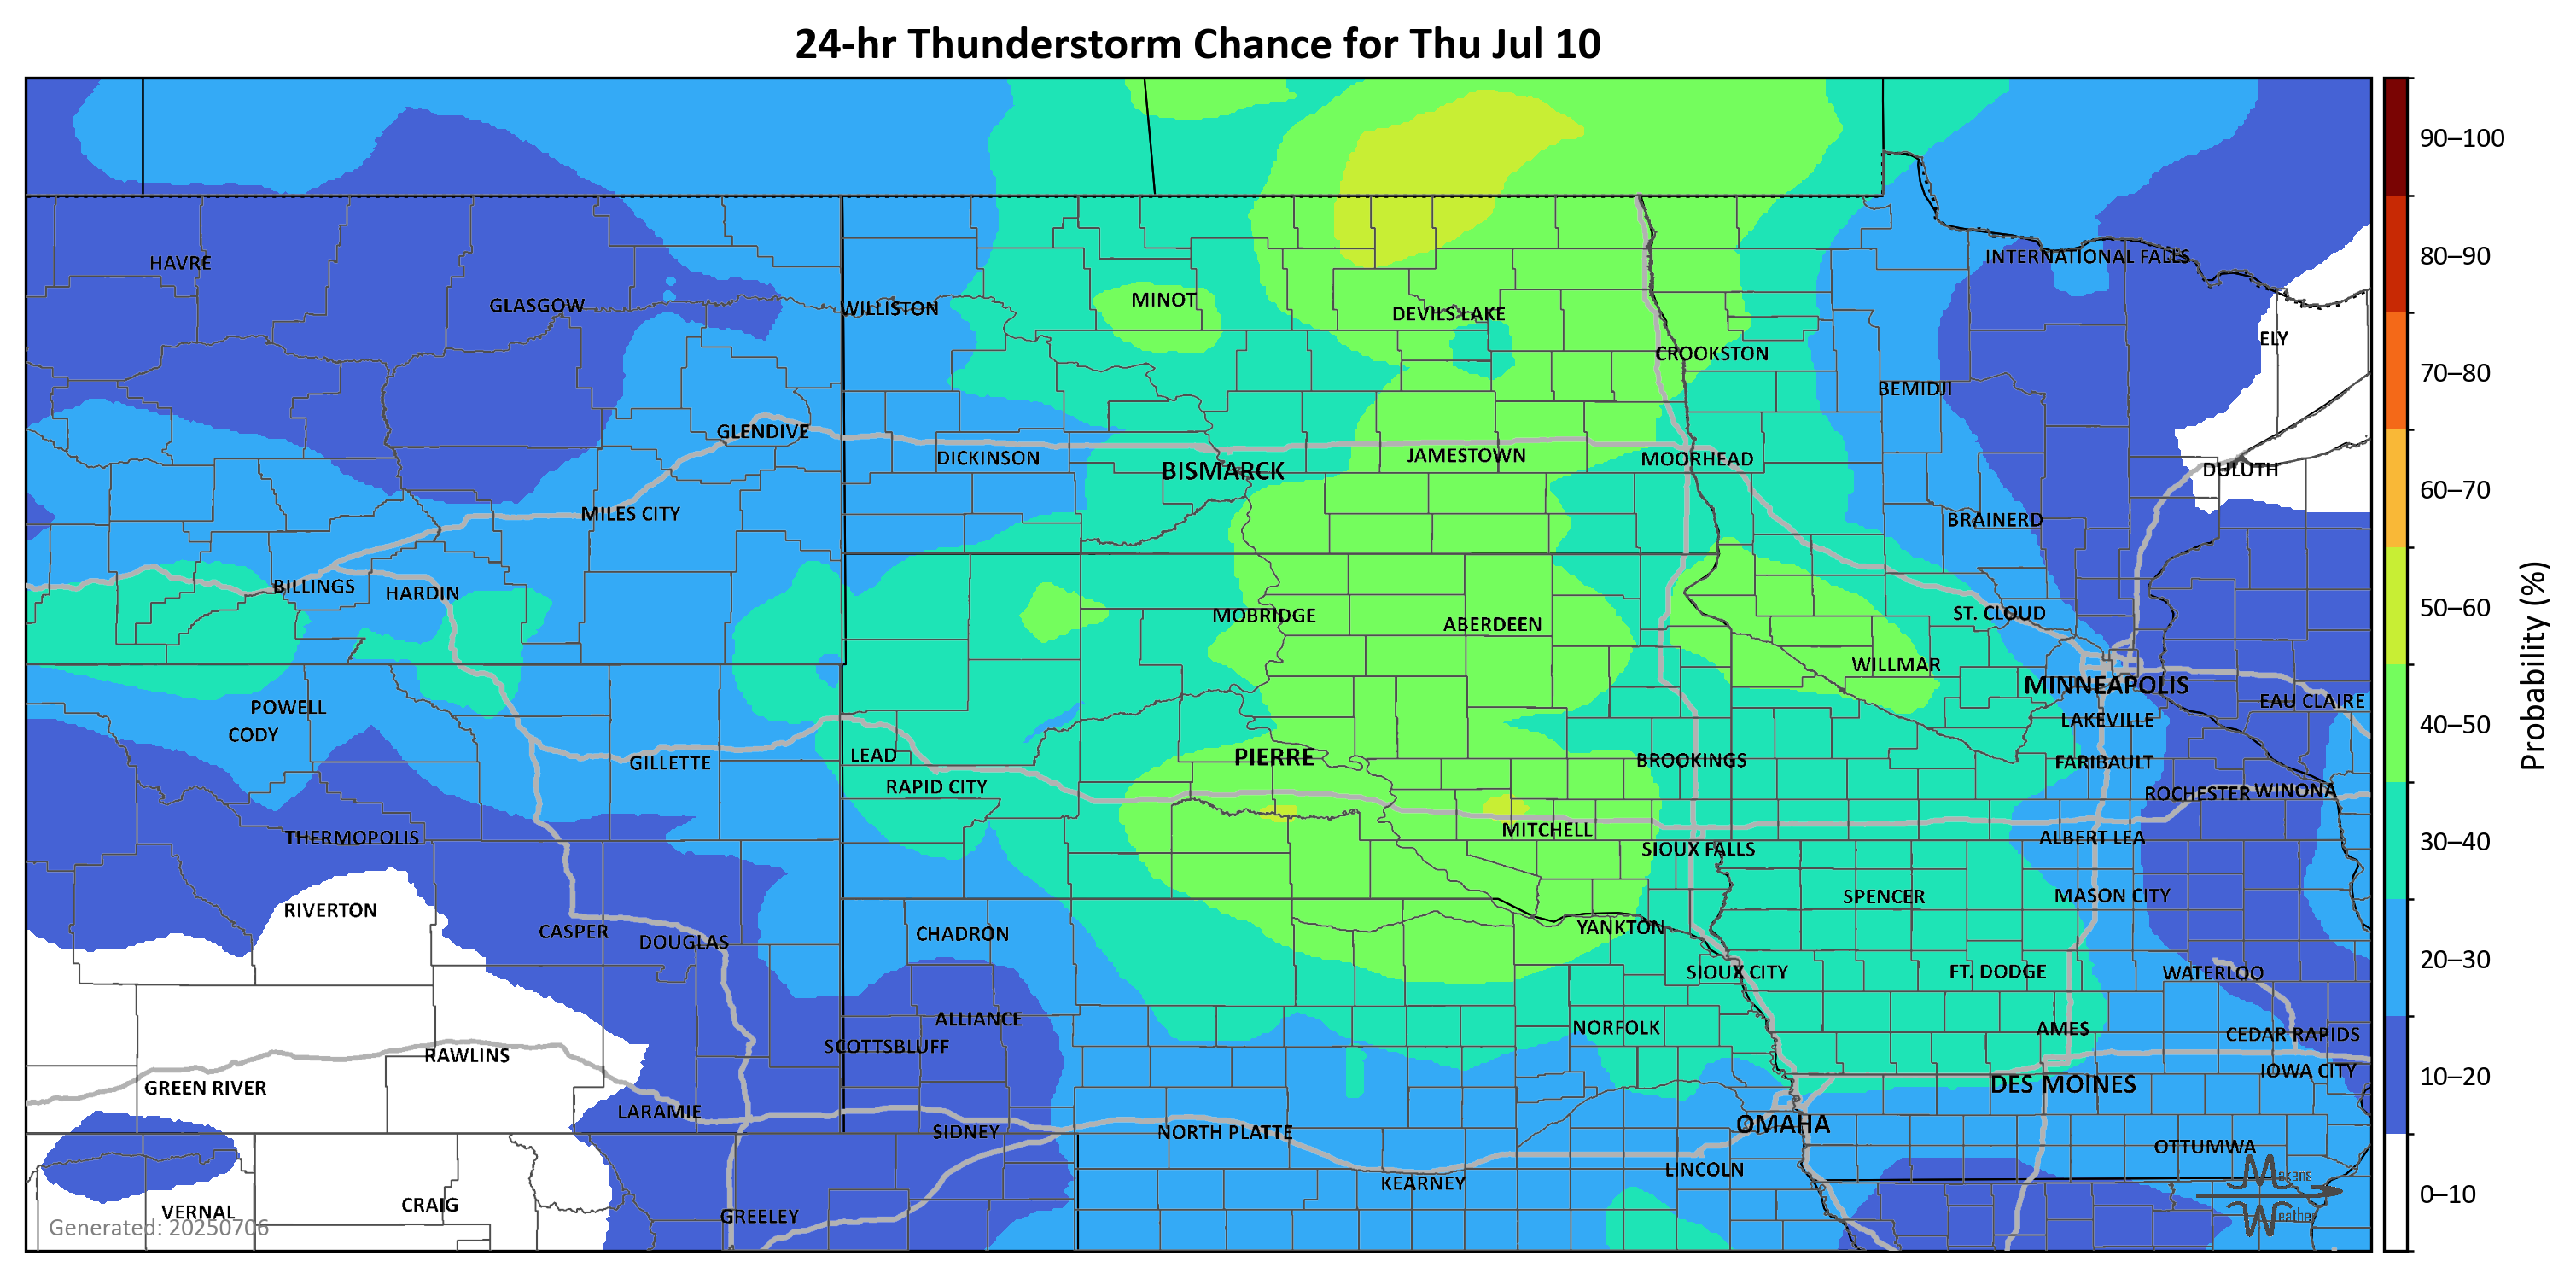 24-hr Thunderstorm Chance for Thu Jul 10
90–100
80–90
70–80
60–70
50–60
40–50
30–40
20–30
10–20
0–10
Probability (%)
HAVRE
GLASGOW
WILLISTON
MINOT
DEVILS LAKE
INTERNATIONAL FALLS
ELY
CROOKSTON
BEMIDJI
GLENDIVE
DICKINSON
BISMARCK
JAMESTOWN
MOORHEAD
DULUTH
MILES CITY
BRAINERD
BILLINGS
HARDIN
MOBRIDGE
ABERDEEN
ST. CLOUD
WILLMAR
MINNEAPOLIS
EAU CLAIRE
POWELL
CODY
LAKEVILLE
GILLETTE
LEAD
PIERRE
BROOKINGS
FARIBAULT
RAPID CITY
ROCHESTER
WINONA
THERMOPOLIS
MITCHELL
SIOUX FALLS
ALBERT LEA
RIVERTON
SPENCER
MASON CITY
CASPER
DOUGLAS
CHADRON
YANKTON
SIOUX CITY
FT. DODGE
WATERLOO
ALLIANCE
NORFOLK
AMES
CEDAR RAPIDS
SCOTTSBLUFF
RAWLINS
IOWA CITY
GREEN RIVER
DES MOINES
LARAMIE
OMAHA
SIDNEY
NORTH PLATTE
OTTUMWA
LINCOLN
KEARNEY
VERNAL
CRAIG
GREELEY
Generated: 20250706
Makens
Weather